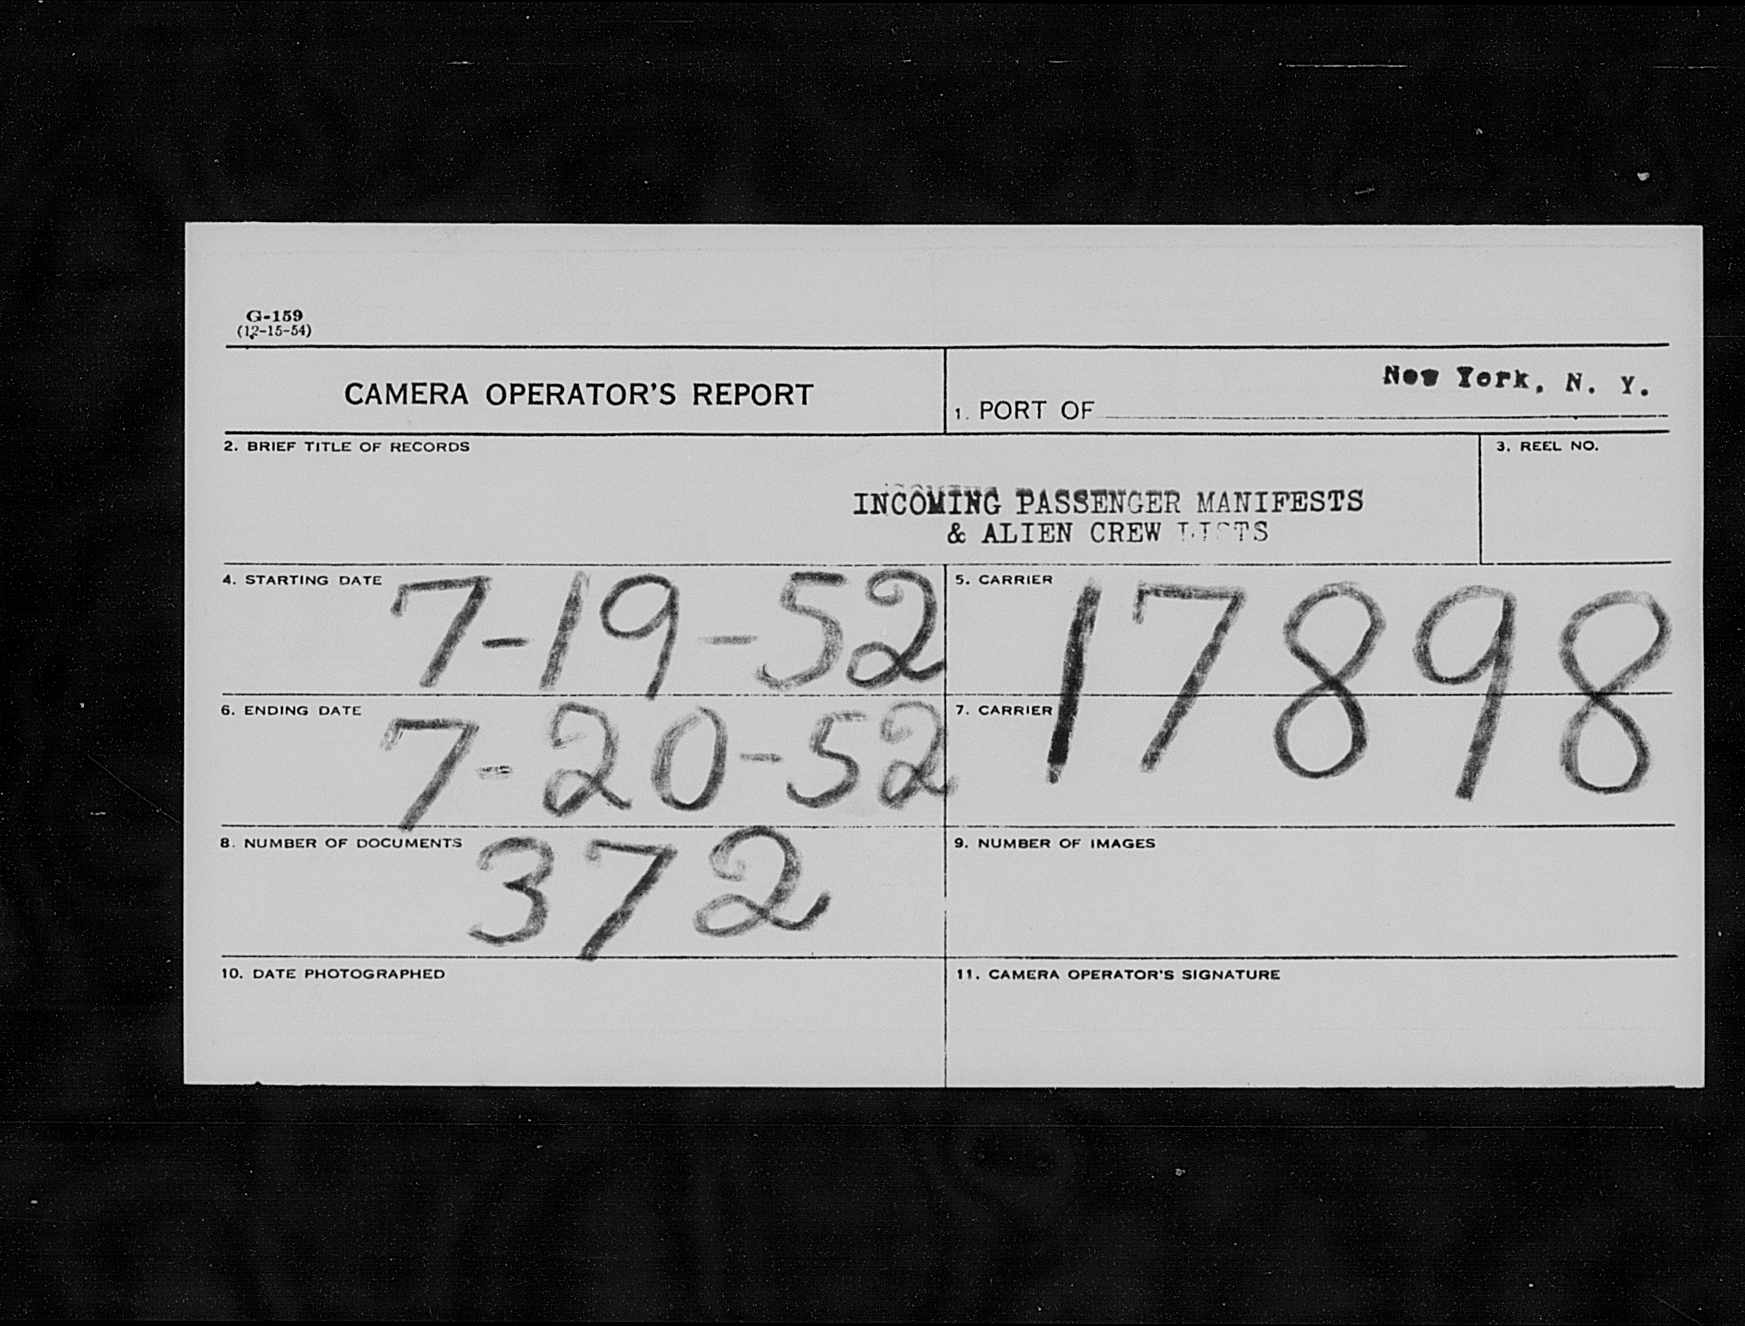 G-159
(12-15-54)
CAMERA OPERATOR'S REPORT
1. PORT OF New York, N. Y.
2. BRIEF TITLE OF RECORDS
3. REEL NO.
INCOMING PASSENGER MANIFESTS
& ALIEN CREW LISTS
4. STARTING DATE 7-19-52
5. CARRIER 17898
6. ENDING DATE 7-20-52
7. CARRIER
8. NUMBER OF DOCUMENTS 372
9. NUMBER OF IMAGES
10. DATE PHOTOGRAPHED
11. CAMERA OPERATOR'S SIGNATURE